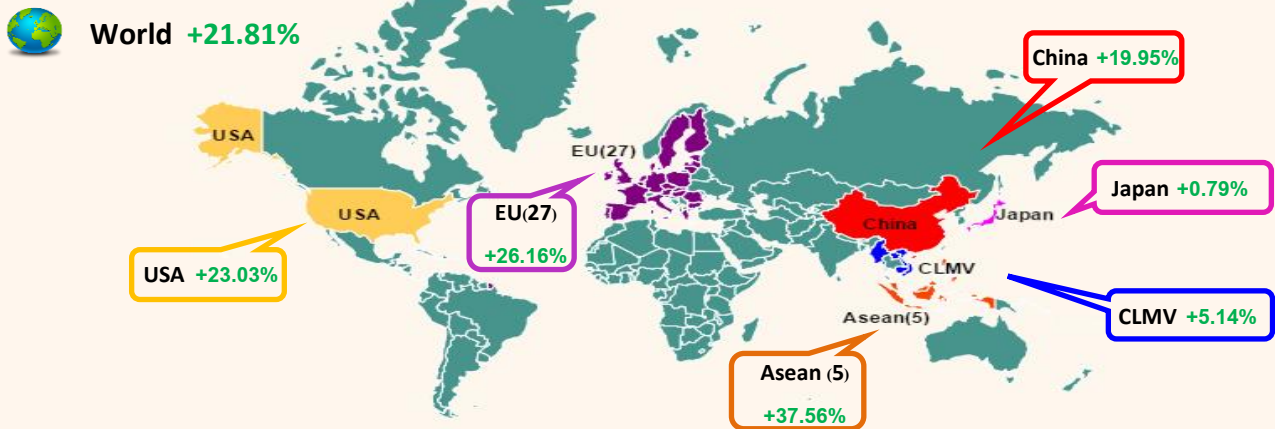 World +21.81%
China +19.95%
USA
EU(27)
Japan +0.79%
USA
EU(27)
+26.16%
China
Japan
USA +23.03%
CLMV
Asean(5)
CLMV +5.14%
Asean (5)
+37.56%